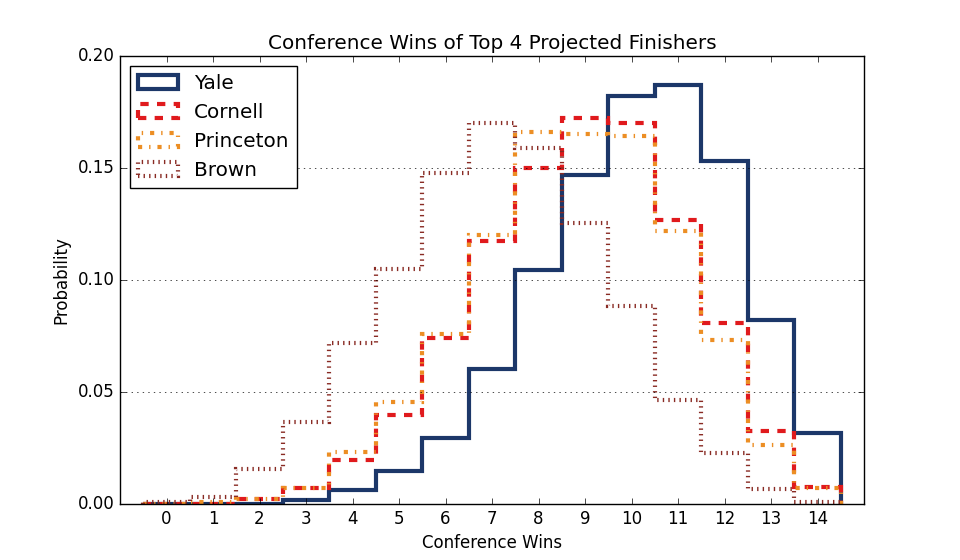 Conference Wins of Top 4 Projected Finishers
0.20
0.15
0.10
0.05
0.00
Probability
Yale
Cornell
Princeton
Brown
0 1 2 3 4 5 6 7 8 9 10 11 12 13 14
Conference Wins